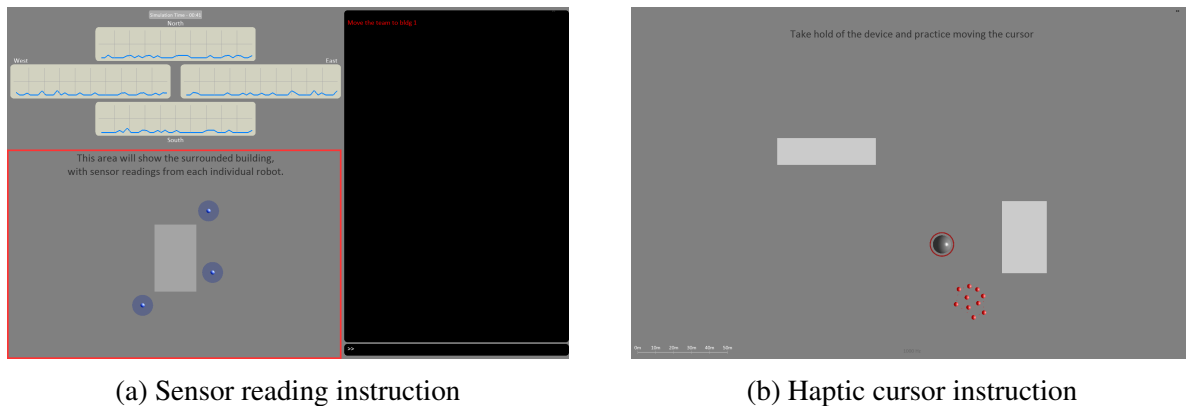 Simulation Time - 08:41
North
West
East
South
Move the team to bldg 1
This area will show the surrounded building,
with sensor readings from each individual robot.
>>
Take hold of the device and practice moving the cursor
0m 10m 20m 30m 40m 50m
(a) Sensor reading instruction
(b) Haptic cursor instruction